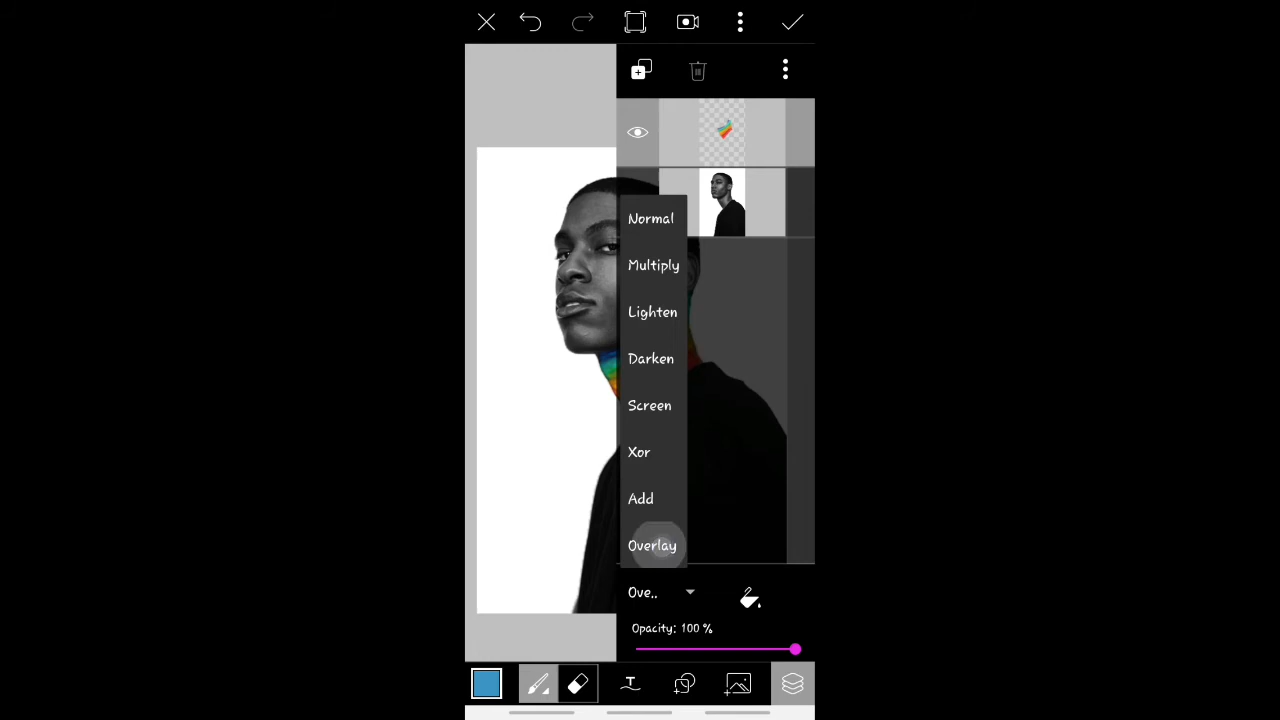 Normal
Multiply
Lighten
Darken
Screen
Xor
Add
Overlay
Ove..
Opacity: 100 %
T